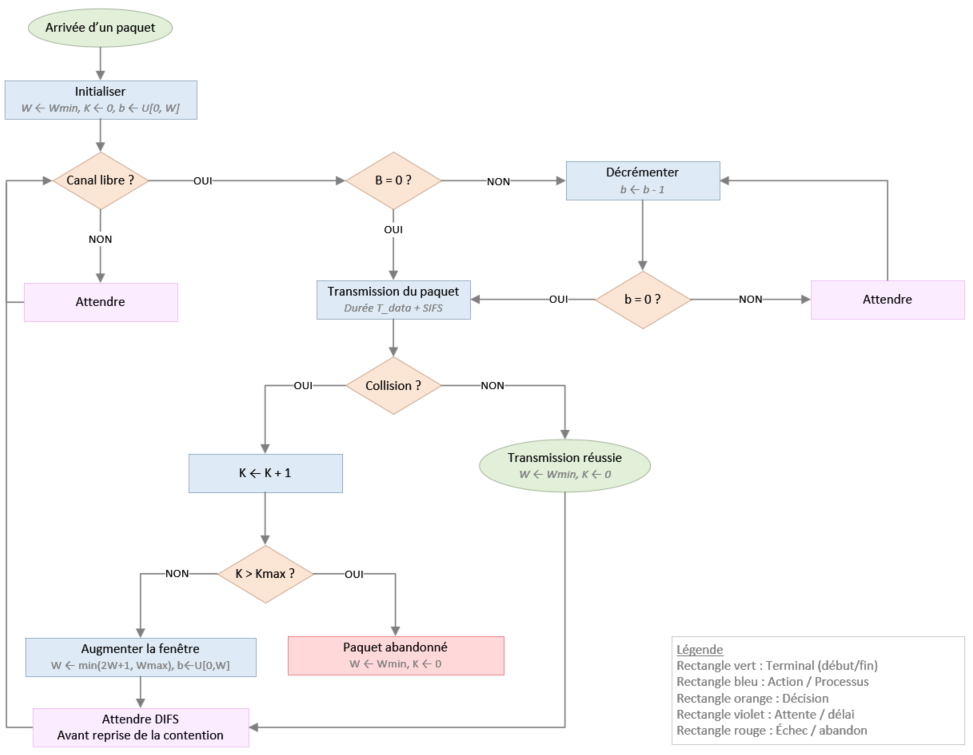 Arrivée d'un paquet
Initialiser
W ← Wmin, K ← 0, b ← U[0, W]
Canal libre ?
OUI
B = 0 ?
NON
Décrémenter
b ← b - 1
NON
OUI
Attendre
Transmission du paquet
Durée T_data + SIFS
OUI
b = 0 ?
NON
Attendre
OUI
Collision ?
NON
K ← K + 1
Transmission réussie
W ← Wmin, K ← 0
NON
K > Kmax ?
OUI
Augmenter la fenêtre
W ← min(2W+1, Wmax), b←U[0,W]
Paquet abandonné
W ← Wmin, K ← 0
Attendre DIFS
Avant reprise de la contention
Légende
Rectangle vert : Terminal (début/fin)
Rectangle bleu : Action / Processus
Rectangle orange : Décision
Rectangle violet : Attente / délai
Rectangle rouge : Échec / abandon